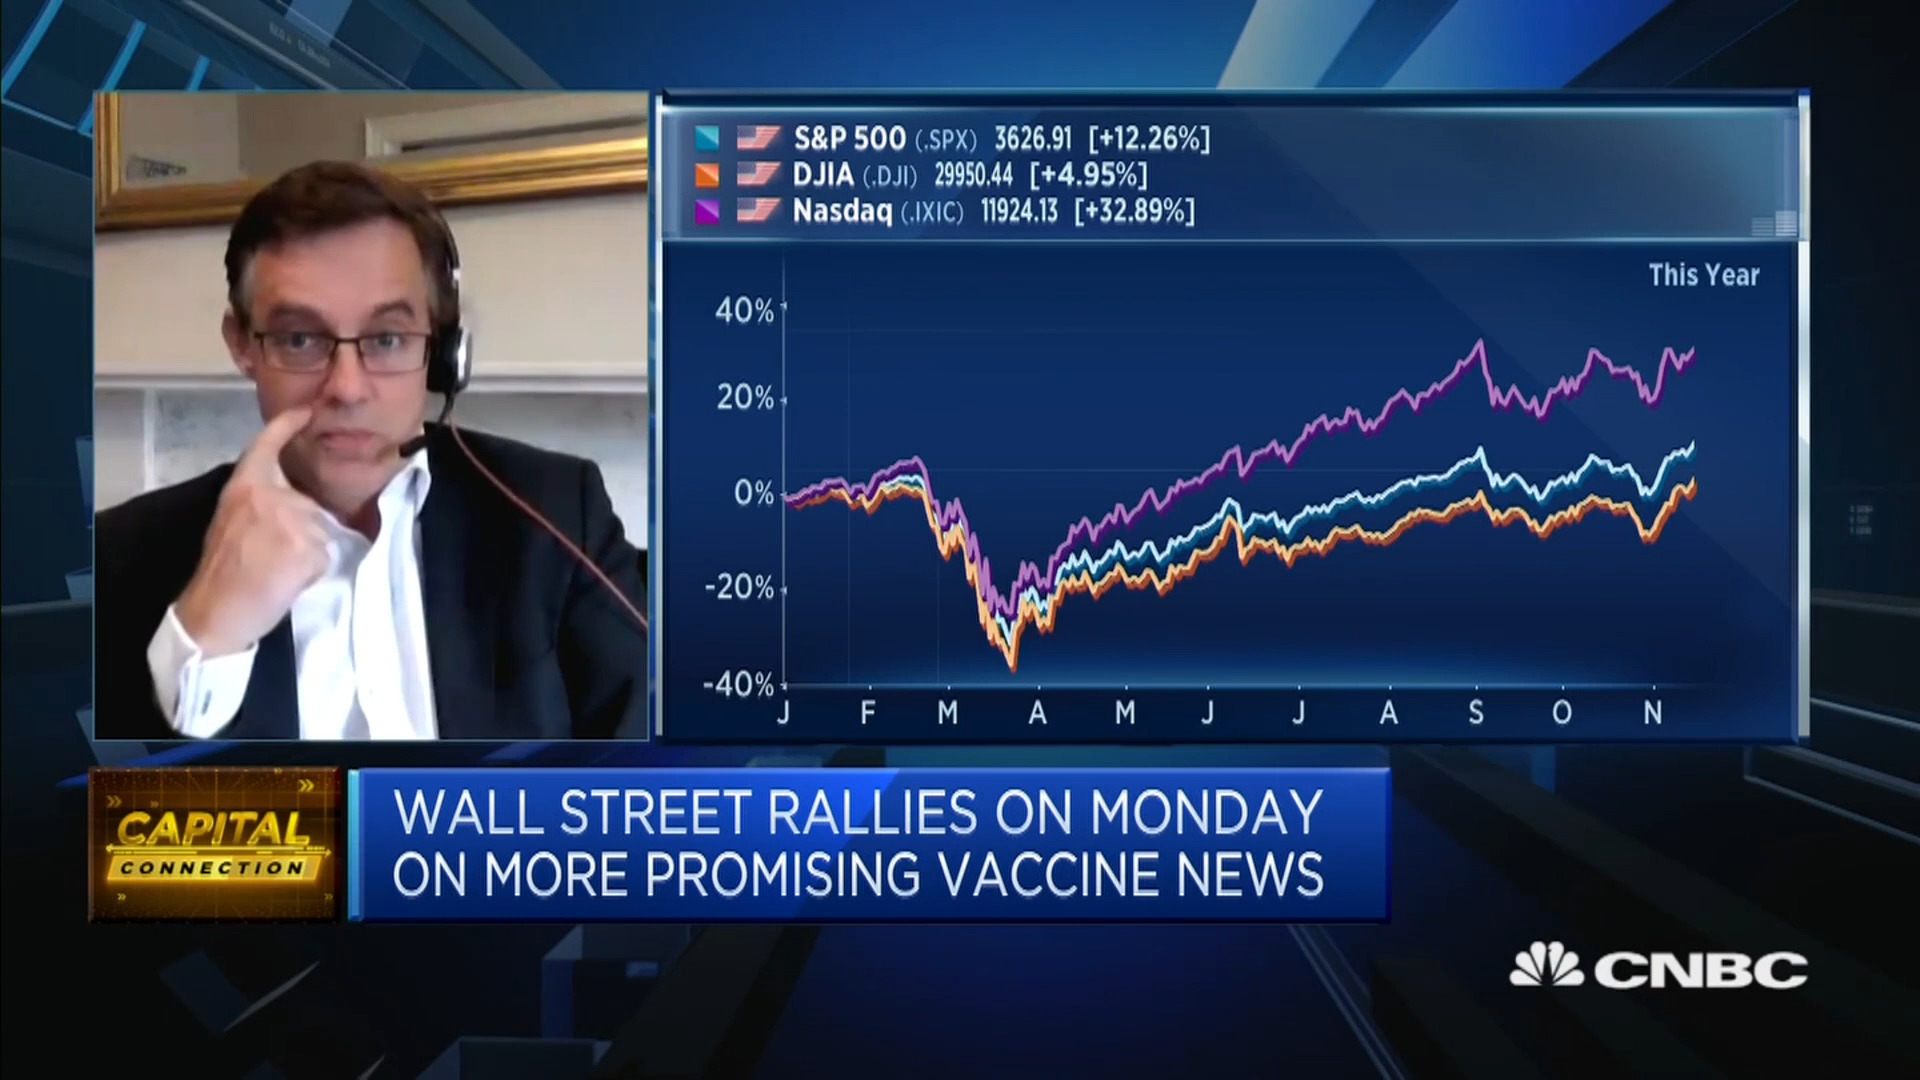 S&P 500 (.SPX) 3626.91 [+12.26%]
DJIA (.DJI) 29950.44 [+4.95%]
Nasdaq (.IXIC) 11924.13 [+32.89%]
This Year
40%
20%
0%
-20%
-40%
J F M A M J J A S O N
CAPITAL
CONNECTION
WALL STREET RALLIES ON MONDAY
ON MORE PROMISING VACCINE NEWS
CNBC